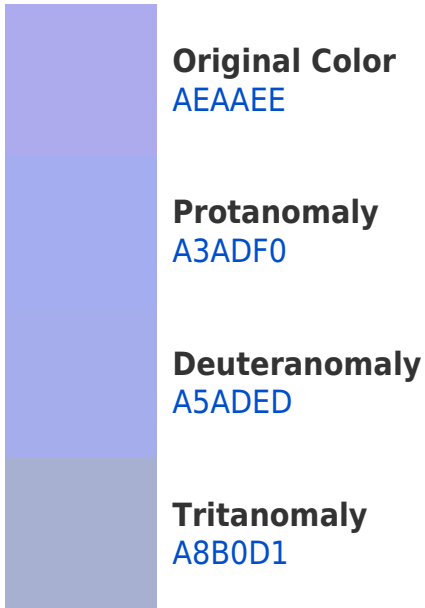 Original Color
AEAAEE
Protanomaly
A3ADF0
Deuteranomaly
A5ADED
Tritanomaly
A8B0D1